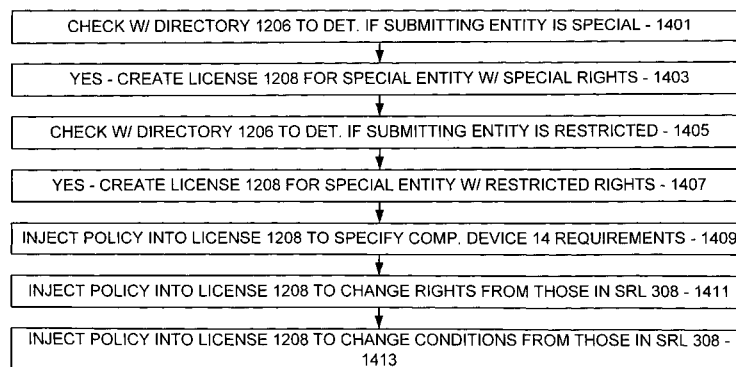 CHECK W/ DIRECTORY 1206 TO DET. IF SUBMITTING ENTITY IS SPECIAL - 1401
YES - CREATE LICENSE 1208 FOR SPECIAL ENTITY W/ SPECIAL RIGHTS - 1403
CHECK W/ DIRECTORY 1206 TO DET. IF SUBMITTING ENTITY IS RESTRICTED - 1405
YES - CREATE LICENSE 1208 FOR SPECIAL ENTITY W/ RESTRICTED RIGHTS - 1407
INJECT POLICY INTO LICENSE 1208 TO SPECIFY COMP. DEVICE 14 REQUIREMENTS - 1409
INJECT POLICY INTO LICENSE 1208 TO CHANGE RIGHTS FROM THOSE IN SRL 308 - 1411
INJECT POLICY INTO LICENSE 1208 TO CHANGE CONDITIONS FROM THOSE IN SRL 308 -
1413